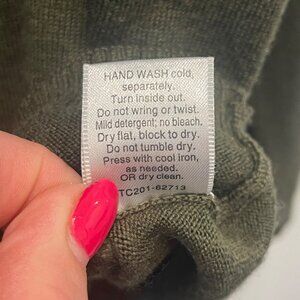 HAND WASH cold,
separately.
Turn inside out.
Do not wring or twist.
Mild detergent; no bleach.
Dry flat, block to dry.
Do not tumble dry.
Press with cool iron,
as needed.
OR dry clean.
TC201-62713